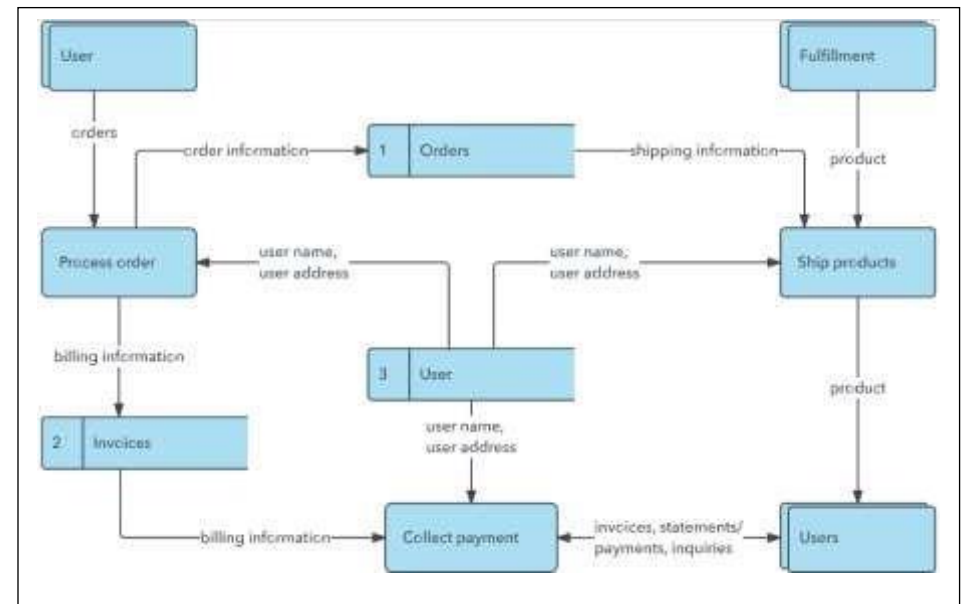 User
Fulfillment
orders
order information
1 Orders
shipping information
product
Process order
user name,
user address
user name,
user address
Ship products
billing information
3 User
product
2 Invoices
user name,
user address
billing information
Collect payment
invoices, statements/
payments, inquiries
Users